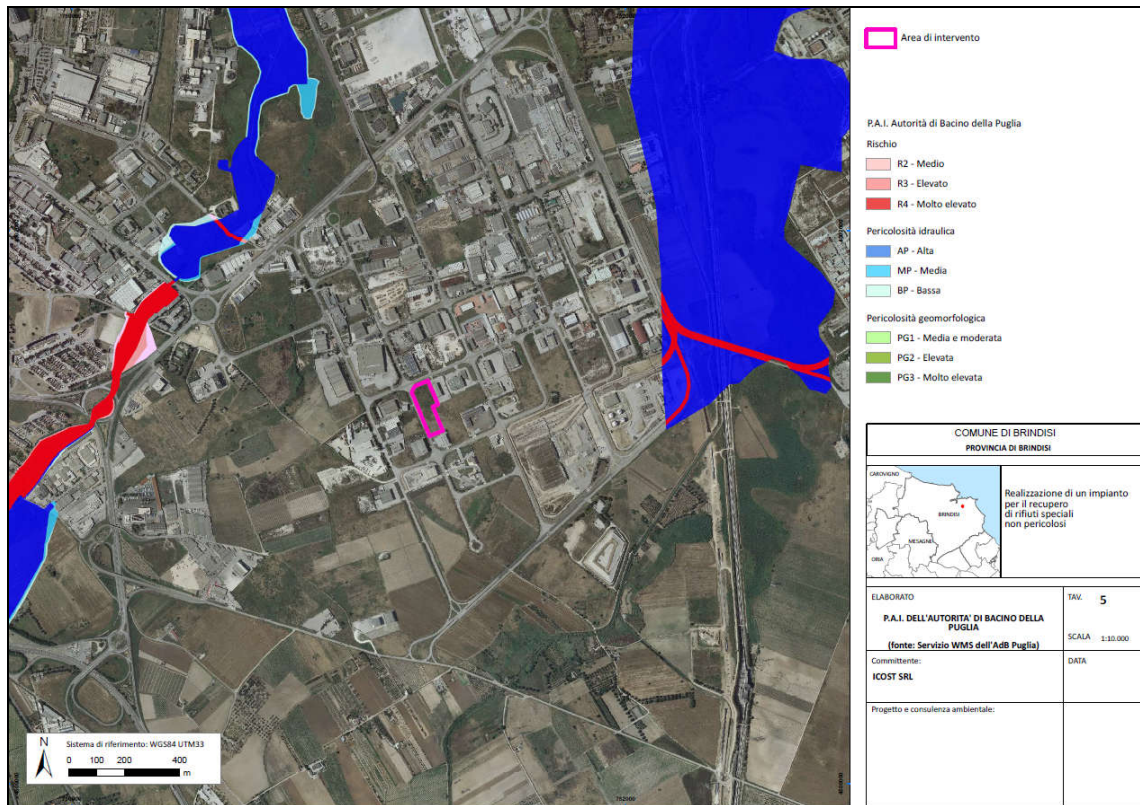 Area di intervento
P.A.I. Autorità di Bacino della Puglia
Rischio
R2 - Medio
R3 - Elevato
R4 - Molto elevato
Pericolosità idraulica
AP - Alta
MP - Media
BP - Bassa
Pericolosità geomorfologica
PG1 - Media e moderata
PG2 - Elevata
PG3 - Molto elevata
COMUNE DI BRINDISI
PROVINCIA DI BRINDISI
CAROVIGNO
BRINDISI
MESAGNE
ORIA
Realizzazione di un impianto
per il recupero
di rifiuti speciali
non pericolosi
ELABORATO
P.A.I. DELL'AUTORITA' DI BACINO DELLA
PUGLIA
(fonte: Servizio WMS dell'AdB Puglia)
TAV. 5
SCALA 1:10.000
Committente:
ICOST SRL
DATA
Progetto e consulenza ambientale:
N
Sistema di riferimento: WGS84 UTM33
0 100 200 400
m